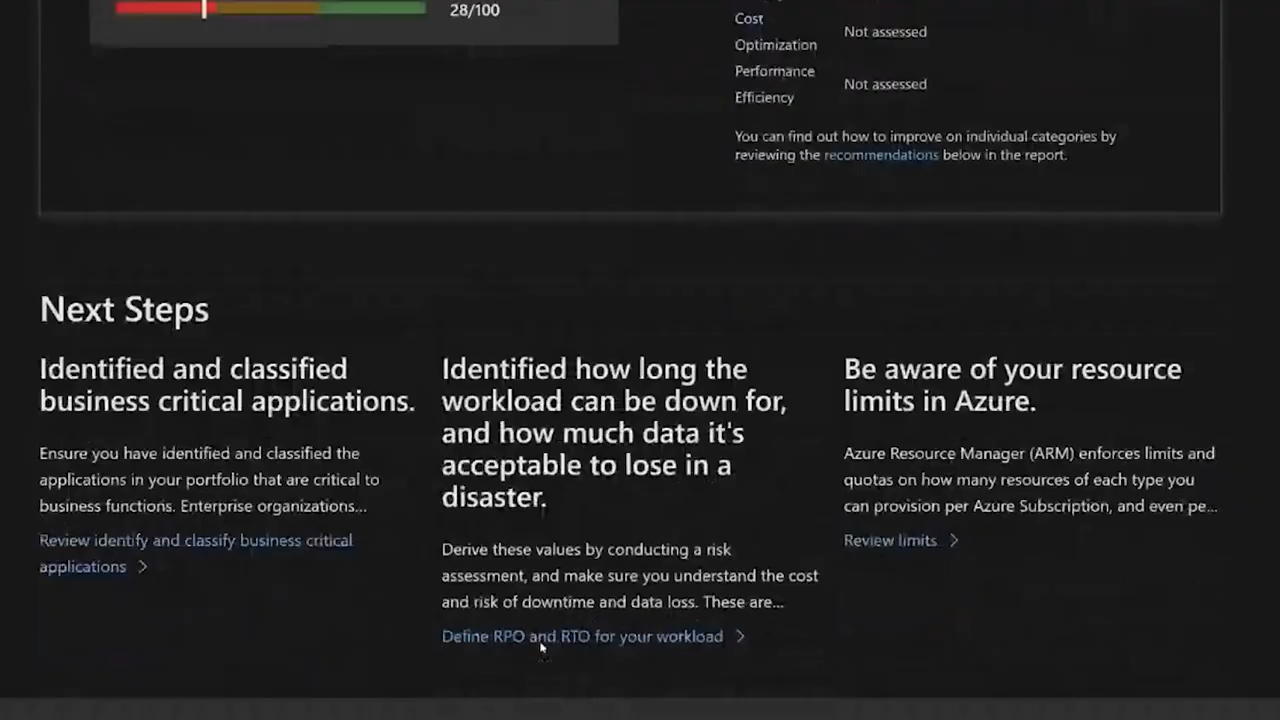 28/100
Cost
Optimization
Not assessed
Performance
Efficiency
Not assessed
You can find out how to improve on individual categories by
reviewing the recommendations below in the report.
Next Steps
Identified and classified
business critical applications.
Ensure you have identified and classified the
applications in your portfolio that are critical to
business functions. Enterprise organizations...
Review identify and classify business critical
applications
Identified how long the
workload can be down for,
and how much data it's
acceptable to lose in a
disaster.
Derive these values by conducting a risk
assessment, and make sure you understand the cost
and risk of downtime and data loss. These are...
Define RPO and RTO for your workload
Be aware of your resource
limits in Azure.
Azure Resource Manager (ARM) enforces limits and
quotas on how many resources of each type you
can provision per Azure Subscription, and even pe...
Review limits